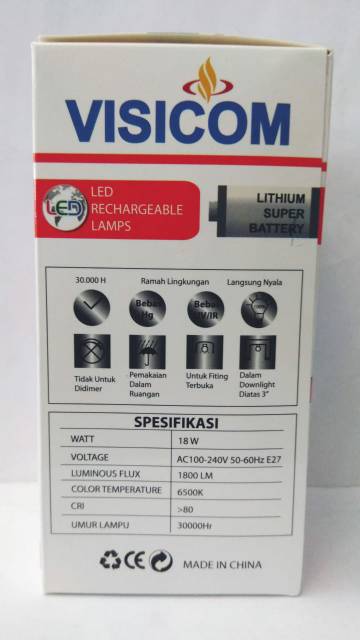 VISICOM
LED
LED
RECHARGEABLE
LAMPS
LITHIUM
SUPER
BATTERY
30.000 H
Ramah Lingkungan
Langsung Nyala
Bebas
Hg
Bebas
UV/IR
100%
Tidak Untuk
Didimer
Pemakaian
Dalam
Ruangan
Untuk Fiting
Terbuka
Dalam
Downlight
Diatas 3"
SPESIFIKASI
WATT 18 W
VOLTAGE AC100-240V 50-60Hz E27
LUMINOUS FLUX 1800 LM
COLOR TEMPERATURE 6500K
CRI >80
UMUR LAMPU 30000Hr
CE MADE IN CHINA